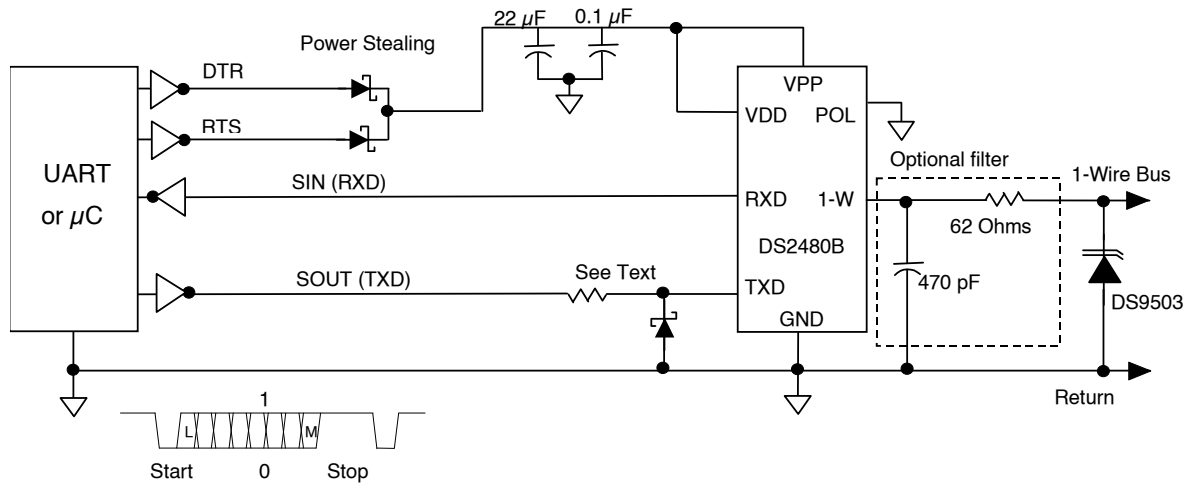 22 µF
0.1 µF
Power Stealing
DTR
RTS
UART
or µC
SIN (RXD)
SOUT (TXD)
See Text
VPP
VDD
POL
RXD
1-W
DS2480B
TXD
GND
Optional filter
1-Wire Bus
62 Ohms
470 pF
DS9503
Return
1
L
M
Start
0
Stop